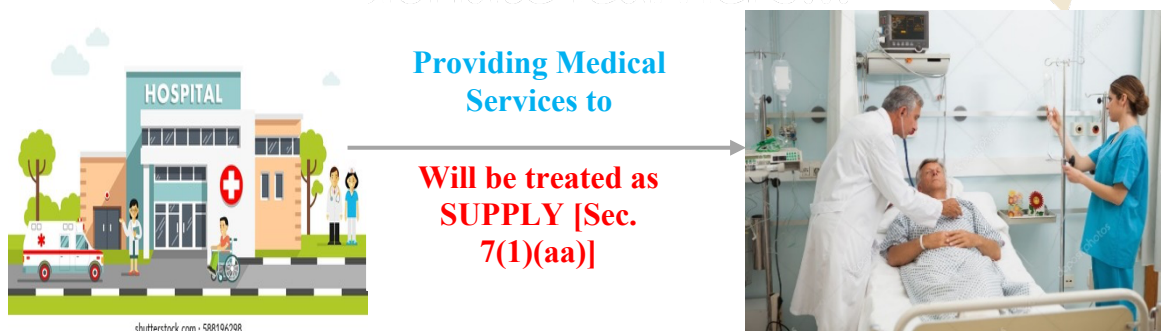 HOSPITAL
Providing Medical
Services to
Will be treated as
SUPPLY [Sec.
7(1)(aa)]
shutterstock.com · 588196298